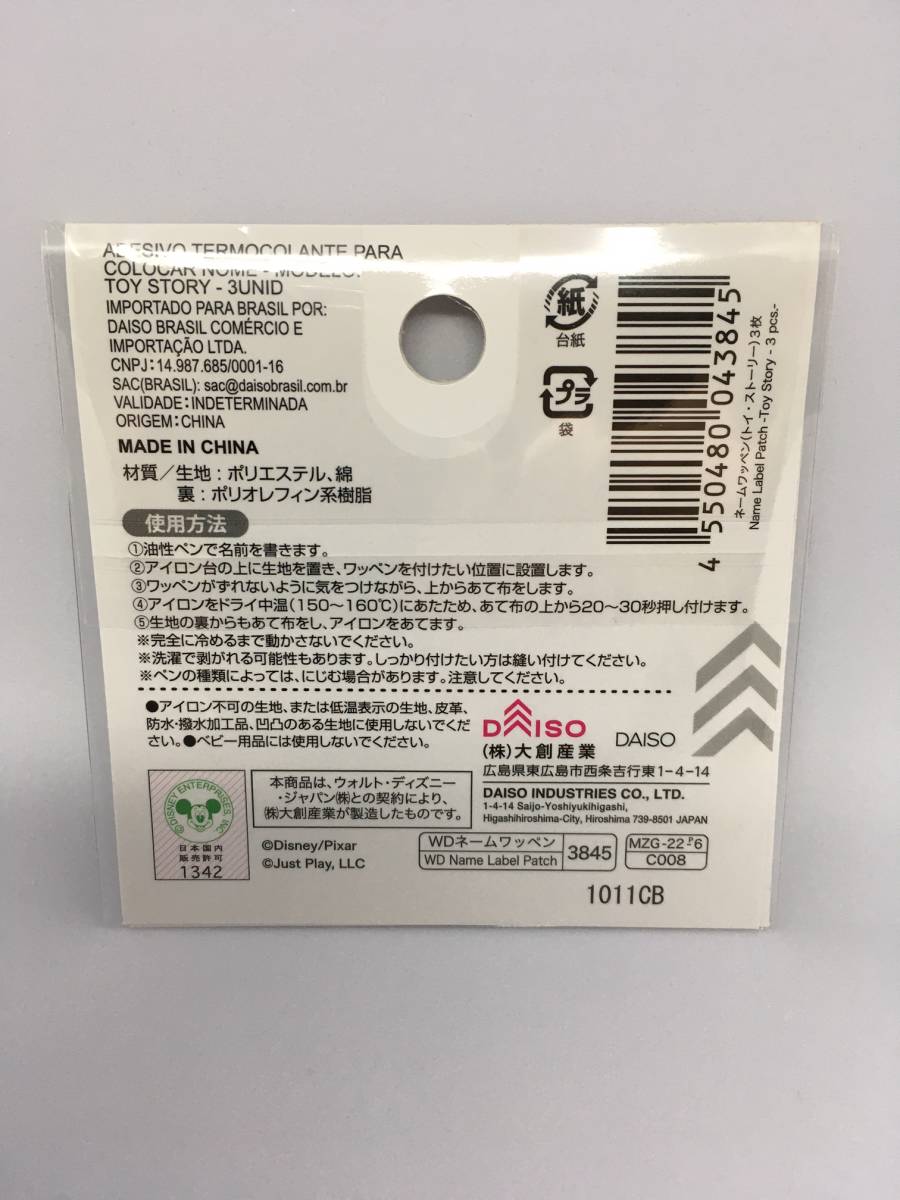 ADESIVO TERMOCOLANTE PARA
COLOCAR NOME - MODELO:
TOY STORY - 3UNID
IMPORTADO PARA BRASIL POR:
DAISO BRASIL COMÉRCIO E
IMPORTAÇÃO LTDA.
CNPJ: 14.987.685/0001-16
SAC(BRASIL): sac@daisobrasil.com.br
VALIDADE: INDETERMINADA
ORIGEM: CHINA
MADE IN CHINA
紙
台紙
プラ
袋
4 550480 043845
ネームワッペン(トイ・ストーリー)3枚
Name Label Patch -Toy Story - 3 pcs.-
材質/生地:ポリエステル、綿
裏:ポリオレフィン系樹脂
使用方法
①油性ペンで名前を書きます。
②アイロン台の上に生地を置き、ワッペンを付けたい位置に設置します。
③ワッペンがずれないように気をつけながら、上からあて布をします。
④アイロンをドライ中温(150～160℃)にあたため、あて布の上から20～30秒押し付けます。
⑤生地の裏からもあて布をし、アイロンをあてます。
※完全に冷めるまで動かさないでください。
※洗濯で剥がれる可能性もあります。しっかり付けたい方は縫い付けてください。
※ペンの種類によっては、にじむ場合があります。注意してください。
●アイロン不可の生地、または低温表示の生地、皮革、
防水・撥水加工品、凹凸のある生地に使用しないでくだ
さい。●ベビー用品には使用しないでください。
DAISO
(株)大創産業
DAISO
広島県東広島市西条吉行東1-4-14
DAISO INDUSTRIES CO., LTD.
1-4-14 Saijo-Yoshiyukihigashi,
Higashihiroshima-City, Hiroshima 739-8501 JAPAN
©DISNEY ENTERPRISES, INC.
日本国内
販売許可
1342
本商品は、ウォルト・ディズニー
・ジャパン(株)との契約により、
(株)大創産業が製造したものです。
©Disney/Pixar
©Just Play, LLC
WDネームワッペン
WD Name Label Patch
3845
MZG-22 P6
C008
1011CB